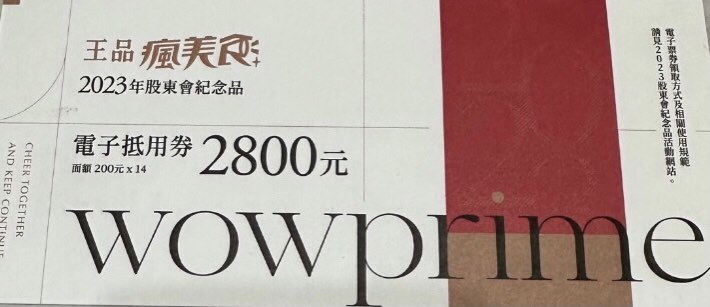 王品 瘋美食
2023年股東會紀念品
電子抵用券 2800元
面額 200元 x 14
電子票券領取方式及相關使用規範
請見2023股東會紀念品活動網站。
CHEER TOGETHER
AND KEEP CONTINUE
wowprime